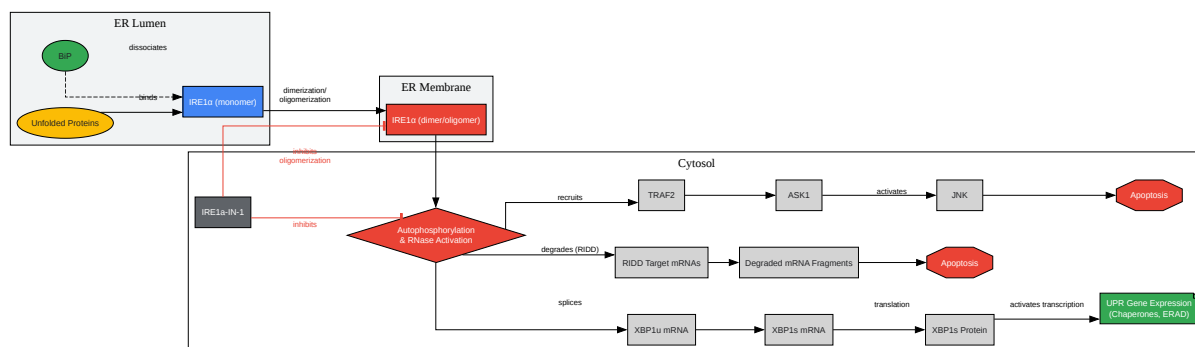 ER Lumen
BiP
dissociates
binds
IRE1α (monomer)
Unfolded Proteins
dimerization/
oligomerization
ER Membrane
IRE1α (dimer/oligomer)
inhibits
oligomerization
Cytosol
IRE1a-IN-1
inhibits
Autophosphorylation
& RNase Activation
recruits
TRAF2
ASK1
activates
JNK
Apoptosis
degrades (RIDD)
RIDD Target mRNAs
Degraded mRNA Fragments
Apoptosis
splices
XBP1u mRNA
XBP1s mRNA
translation
XBP1s Protein
activates transcription
UPR Gene Expression
(Chaperones, ERAD)